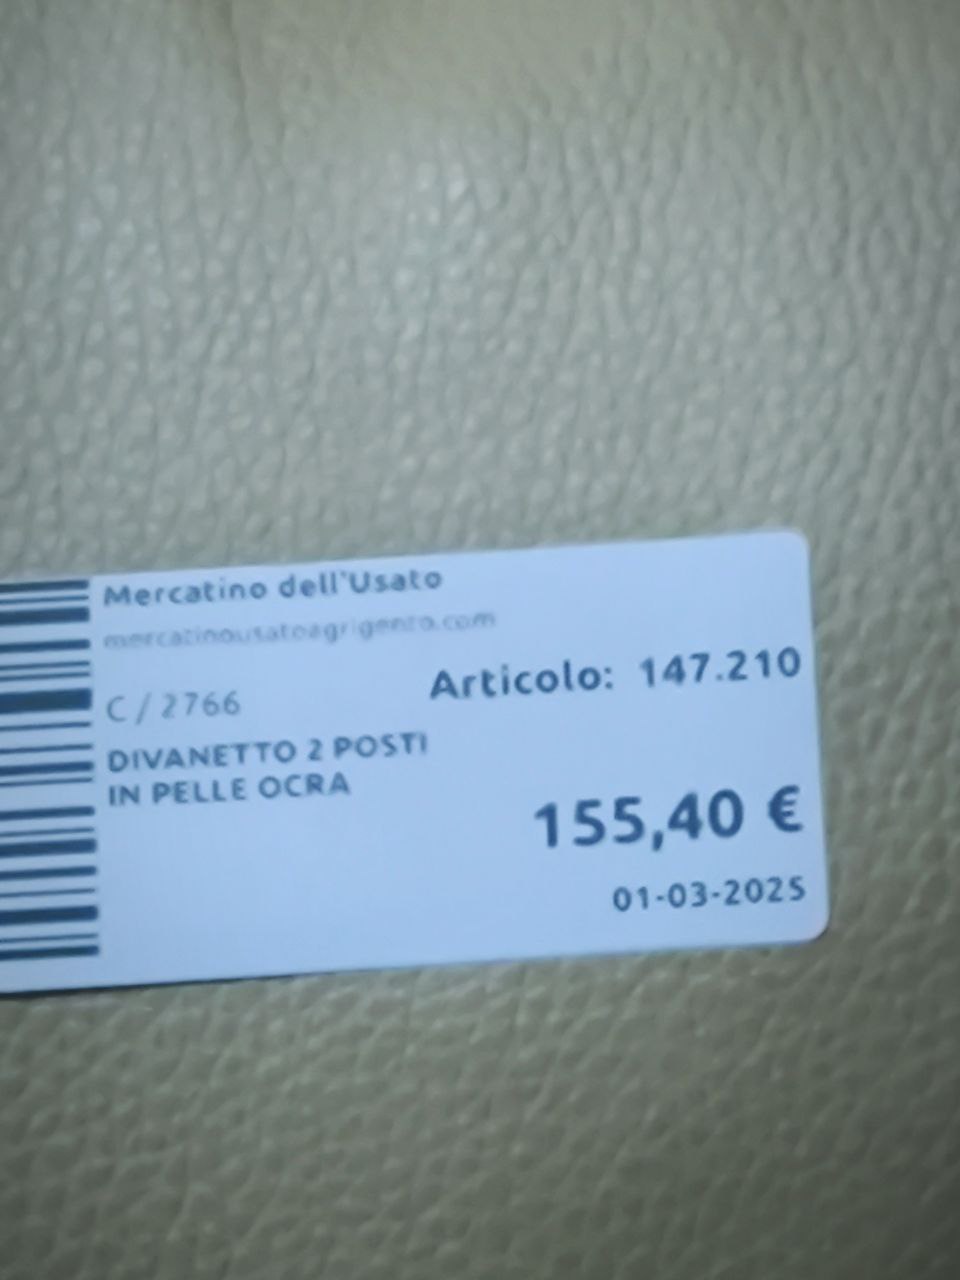 Mercatino dell'Usato
mercatinousatoagrigento.com
C / 2766
Articolo: 147.210
DIVANETTO 2 POSTI
IN PELLE OCRA
155,40 €
01-03-2025